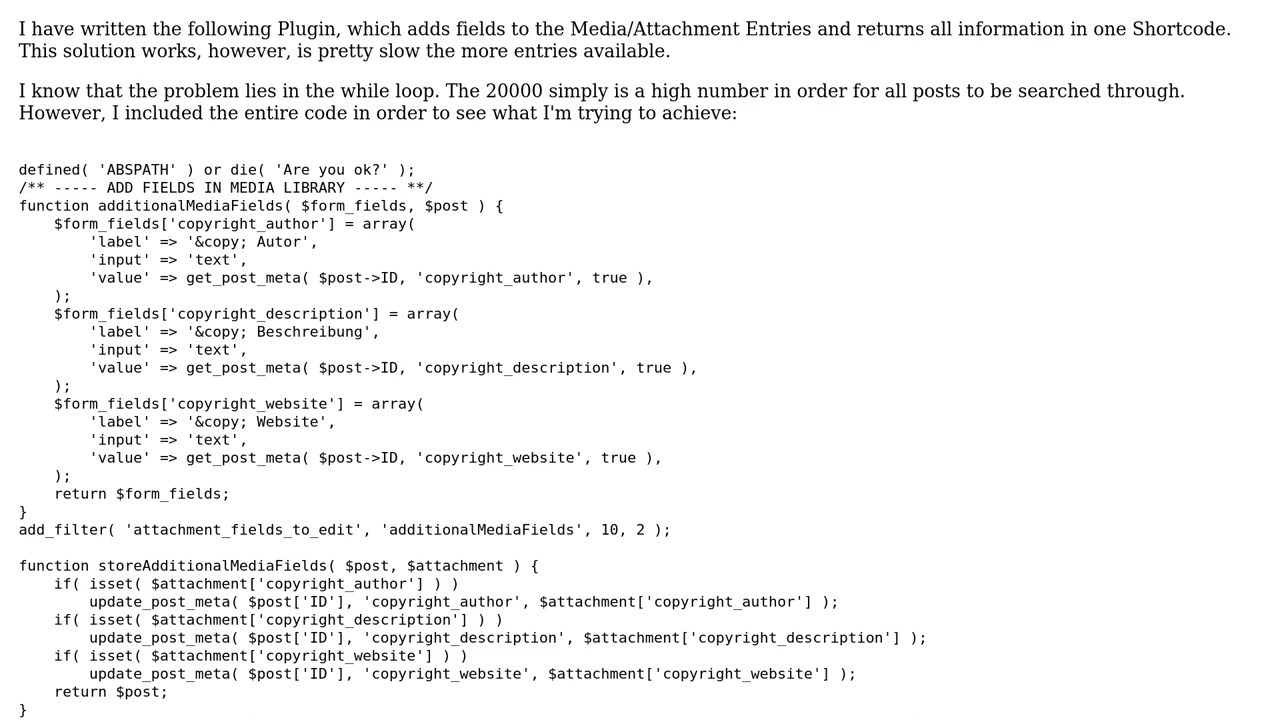 I have written the following Plugin, which adds fields to the Media/Attachment Entries and returns all information in one Shortcode.
This solution works, however, is pretty slow the more entries available.
I know that the problem lies in the while loop. The 20000 simply is a high number in order for all posts to be searched through.
However, I included the entire code in order to see what I'm trying to achieve:
defined( 'ABSPATH' ) or die( 'Are you ok?' );
/** ----- ADD FIELDS IN MEDIA LIBRARY ----- **/
function additionalMediaFields( $form_fields, $post ) {
    $form_fields['copyright_author'] = array(
        'label' => '&copy; Autor',
        'input' => 'text',
        'value' => get_post_meta( $post->ID, 'copyright_author', true ),
    );
    $form_fields['copyright_description'] = array(
        'label' => '&copy; Beschreibung',
        'input' => 'text',
        'value' => get_post_meta( $post->ID, 'copyright_description', true ),
    );
    $form_fields['copyright_website'] = array(
        'label' => '&copy; Website',
        'input' => 'text',
        'value' => get_post_meta( $post->ID, 'copyright_website', true ),
    );
    return $form_fields;
}
add_filter( 'attachment_fields_to_edit', 'additionalMediaFields', 10, 2 );
function storeAdditionalMediaFields( $post, $attachment ) {
    if( isset( $attachment['copyright_author'] ) )
        update_post_meta( $post['ID'], 'copyright_author', $attachment['copyright_author'] );
    if( isset( $attachment['copyright_description'] ) )
        update_post_meta( $post['ID'], 'copyright_description', $attachment['copyright_description'] );
    if( isset( $attachment['copyright_website'] ) )
        update_post_meta( $post['ID'], 'copyright_website', $attachment['copyright_website'] );
    return $post;
}